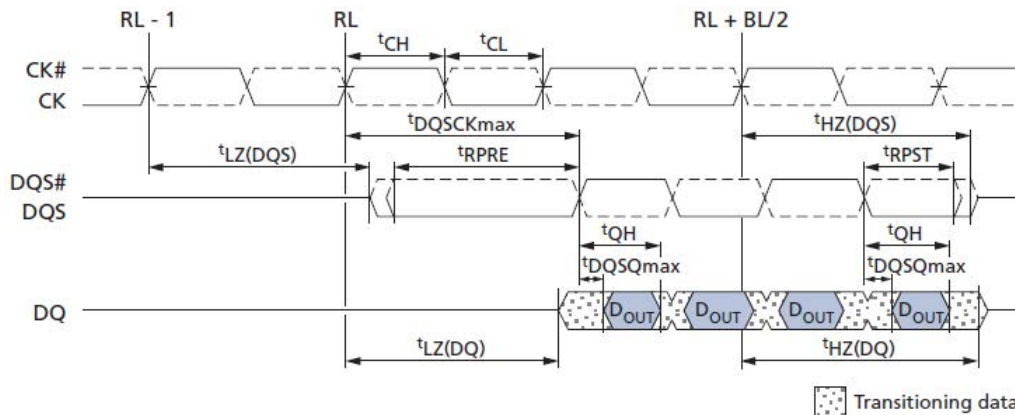 RL - 1 RL RL + BL/2
tCH tCL
CK#
CK
tDQSCKmax tHZ(DQS)
tLZ(DQS) tRPRE tRPST
DQS#
DQS
tQH tQH
tDQSQmax tDQSQmax
DQ DOUT DOUT DOUT DOUT
tLZ(DQ) tHZ(DQ)
Transitioning data